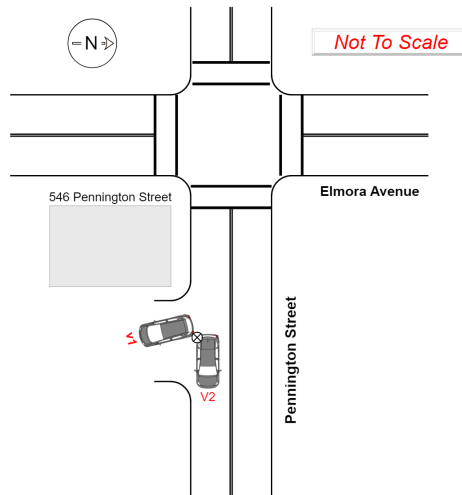 N
Not To Scale
Elmora Avenue
546 Pennington Street
Pennington Street
V1
V2